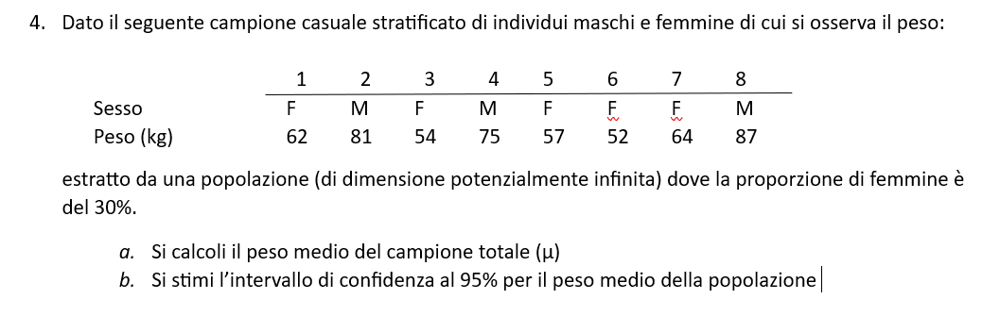 4. Dato il seguente campione casuale stratificato di individui maschi e femmine di cui si osserva il peso:
1 2 3 4 5 6 7 8
Sesso F M F M F F F M
Peso (kg) 62 81 54 75 57 52 64 87
estratto da una popolazione (di dimensione potenzialmente infinita) dove la proporzione di femmine è
del 30%.
a. Si calcoli il peso medio del campione totale (μ)
b. Si stimi l'intervallo di confidenza al 95% per il peso medio della popolazione